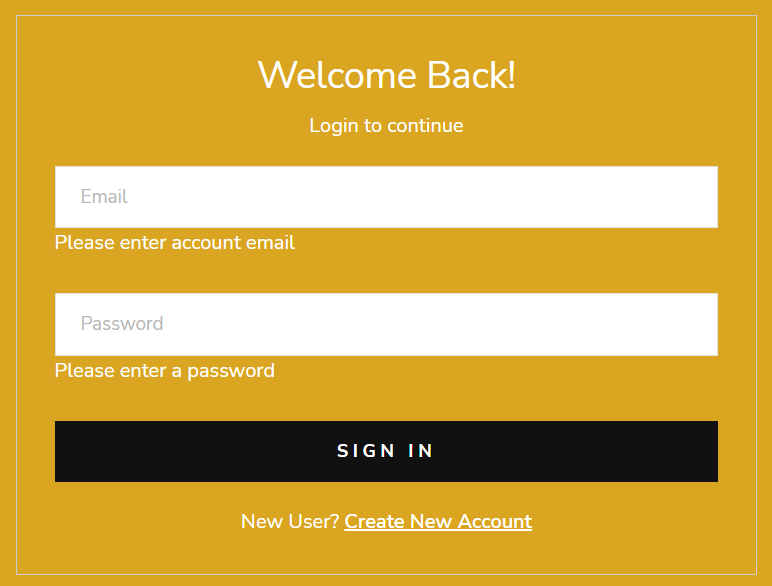 Welcome Back!
Login to continue
Email
Please enter account email
Password
Please enter a password
SIGN IN
New User? Create New Account